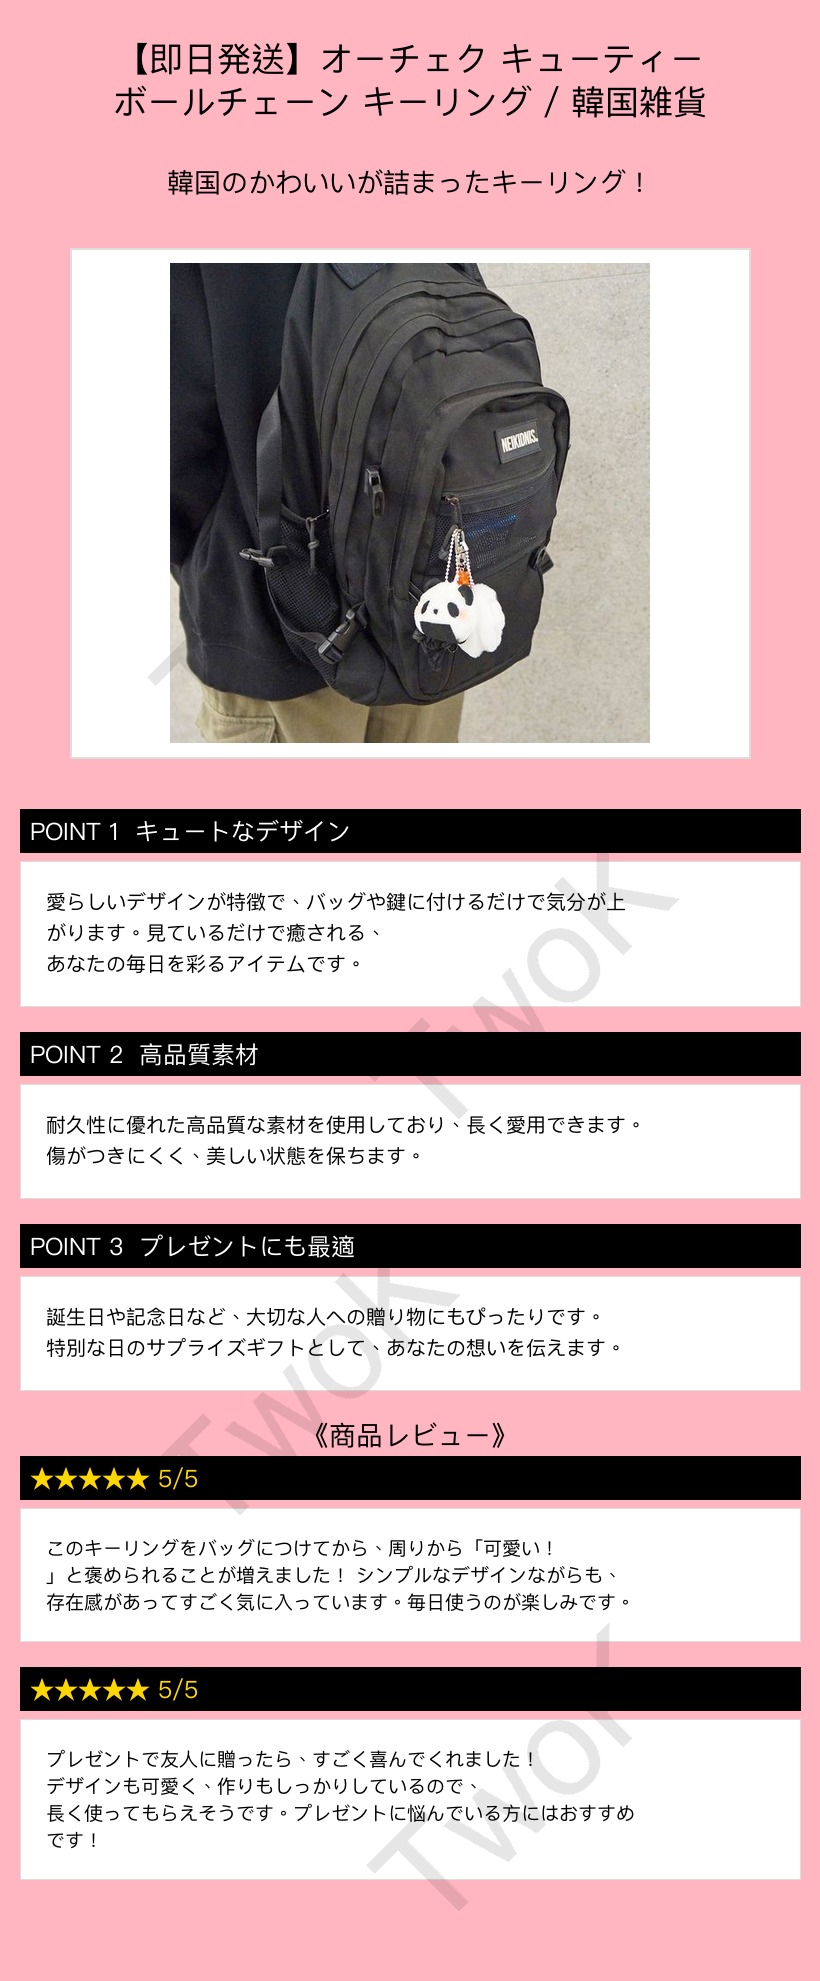 【即日発送】オーチェク キューティー
ボールチェーン キーリング / 韓国雑貨
韓国のかわいいが詰まったキーリング！
NEIKIDNIS.
POINT 1 キュートなデザイン
愛らしいデザインが特徴で、バッグや鍵に付けるだけで気分が上
がります。見ているだけで癒される、
あなたの毎日を彩るアイテムです。
POINT 2 高品質素材
耐久性に優れた高品質な素材を使用しており、長く愛用できます。
傷がつきにくく、美しい状態を保ちます。
POINT 3 プレゼントにも最適
誕生日や記念日など、大切な人への贈り物にもぴったりです。
特別な日のサプライズギフトとして、あなたの想いを伝えます。
《商品レビュー》
★★★★★ 5/5
このキーリングをバッグにつけてから、周りから「可愛い！
」と褒められることが増えました！ シンプルなデザインながらも、
存在感があってすごく気に入っています。毎日使うのが楽しみです。
★★★★★ 5/5
プレゼントで友人に贈ったら、すごく喜んでくれました！
デザインも可愛く、作りもしっかりしているので、
長く使ってもらえそうです。プレゼントに悩んでいる方にはおすすめ
です！
TwoK
TwoK
TwoK